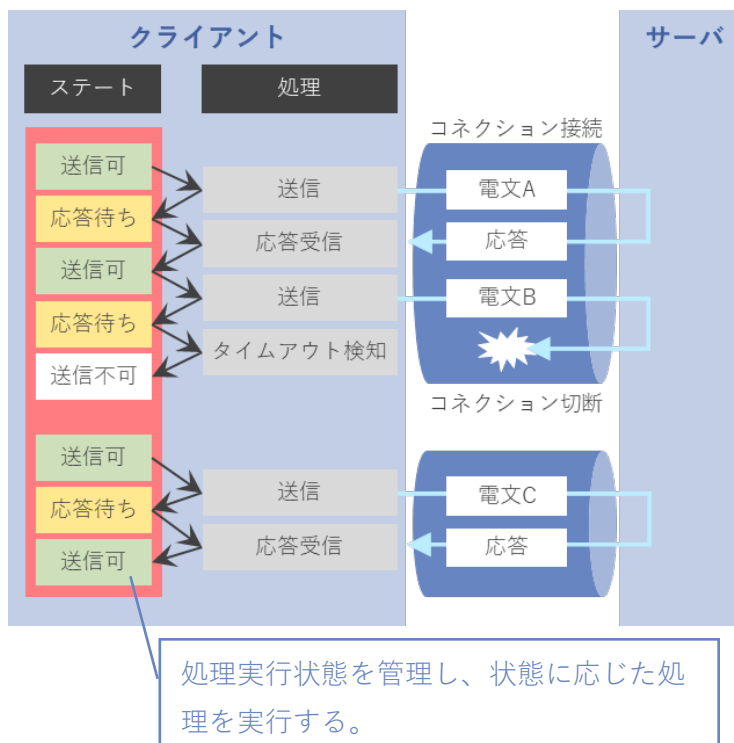 クライアント
サーバ
ステート
処理
コネクション接続
送信可
送信
電文A
応答待ち
応答受信
応答
送信可
送信
電文B
応答待ち
タイムアウト検知
送信不可
コネクション切断
送信可
送信
電文C
応答待ち
応答受信
応答
送信可
処理実行状態を管理し、状態に応じた処
理を実行する。